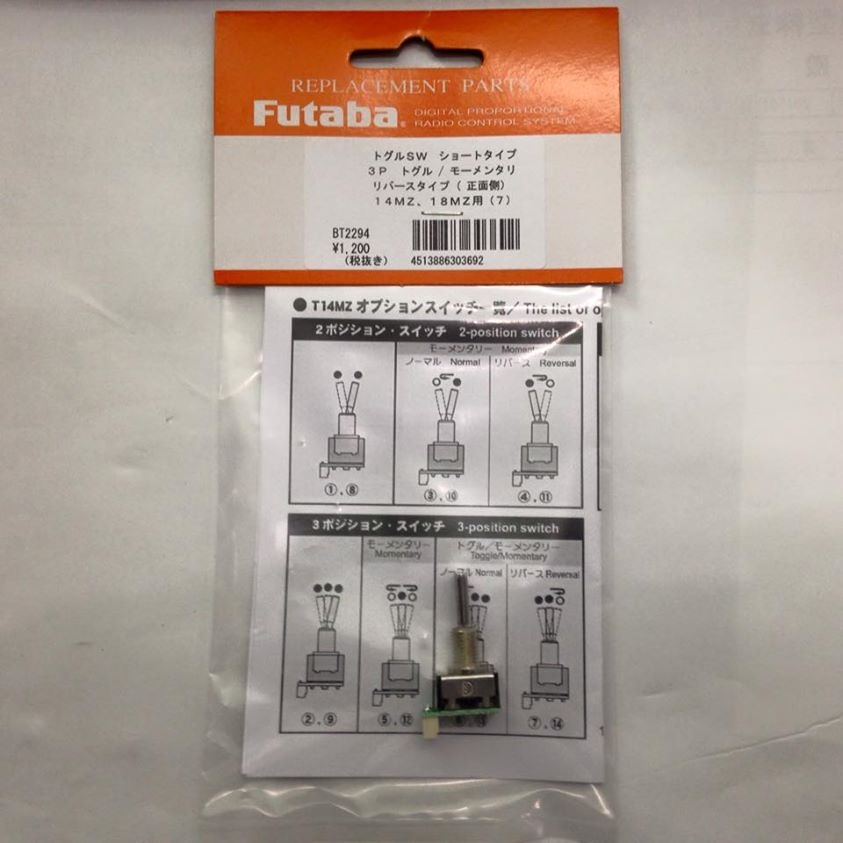 REPLACEMENT PARTS
Futaba®
DIGITAL PROPORTIONAL
RADIO CONTROL SYSTEM
トグルSW ショートタイプ
3P トグル / モーメンタリ
リバースタイプ ( 正面側)
14MZ、18MZ用 (7)
BT2294
¥1,200
(税抜き)
4513886303692
● T14MZ オプションスイッチ一覧/ The list of o
2ポジション・スイッチ 2-position switch
モーメンタリー Momentary
ノーマル Normal
リバース Reversal
①,⑧
③,⑩
④,⑪
3ポジション・スイッチ 3-position switch
モーメンタリー
Momentary
トグル/モーメンタリー
Toggle/Momentary
ノーマル Normal
リバース Reversal
②,⑨
⑤,⑫
⑦,⑭